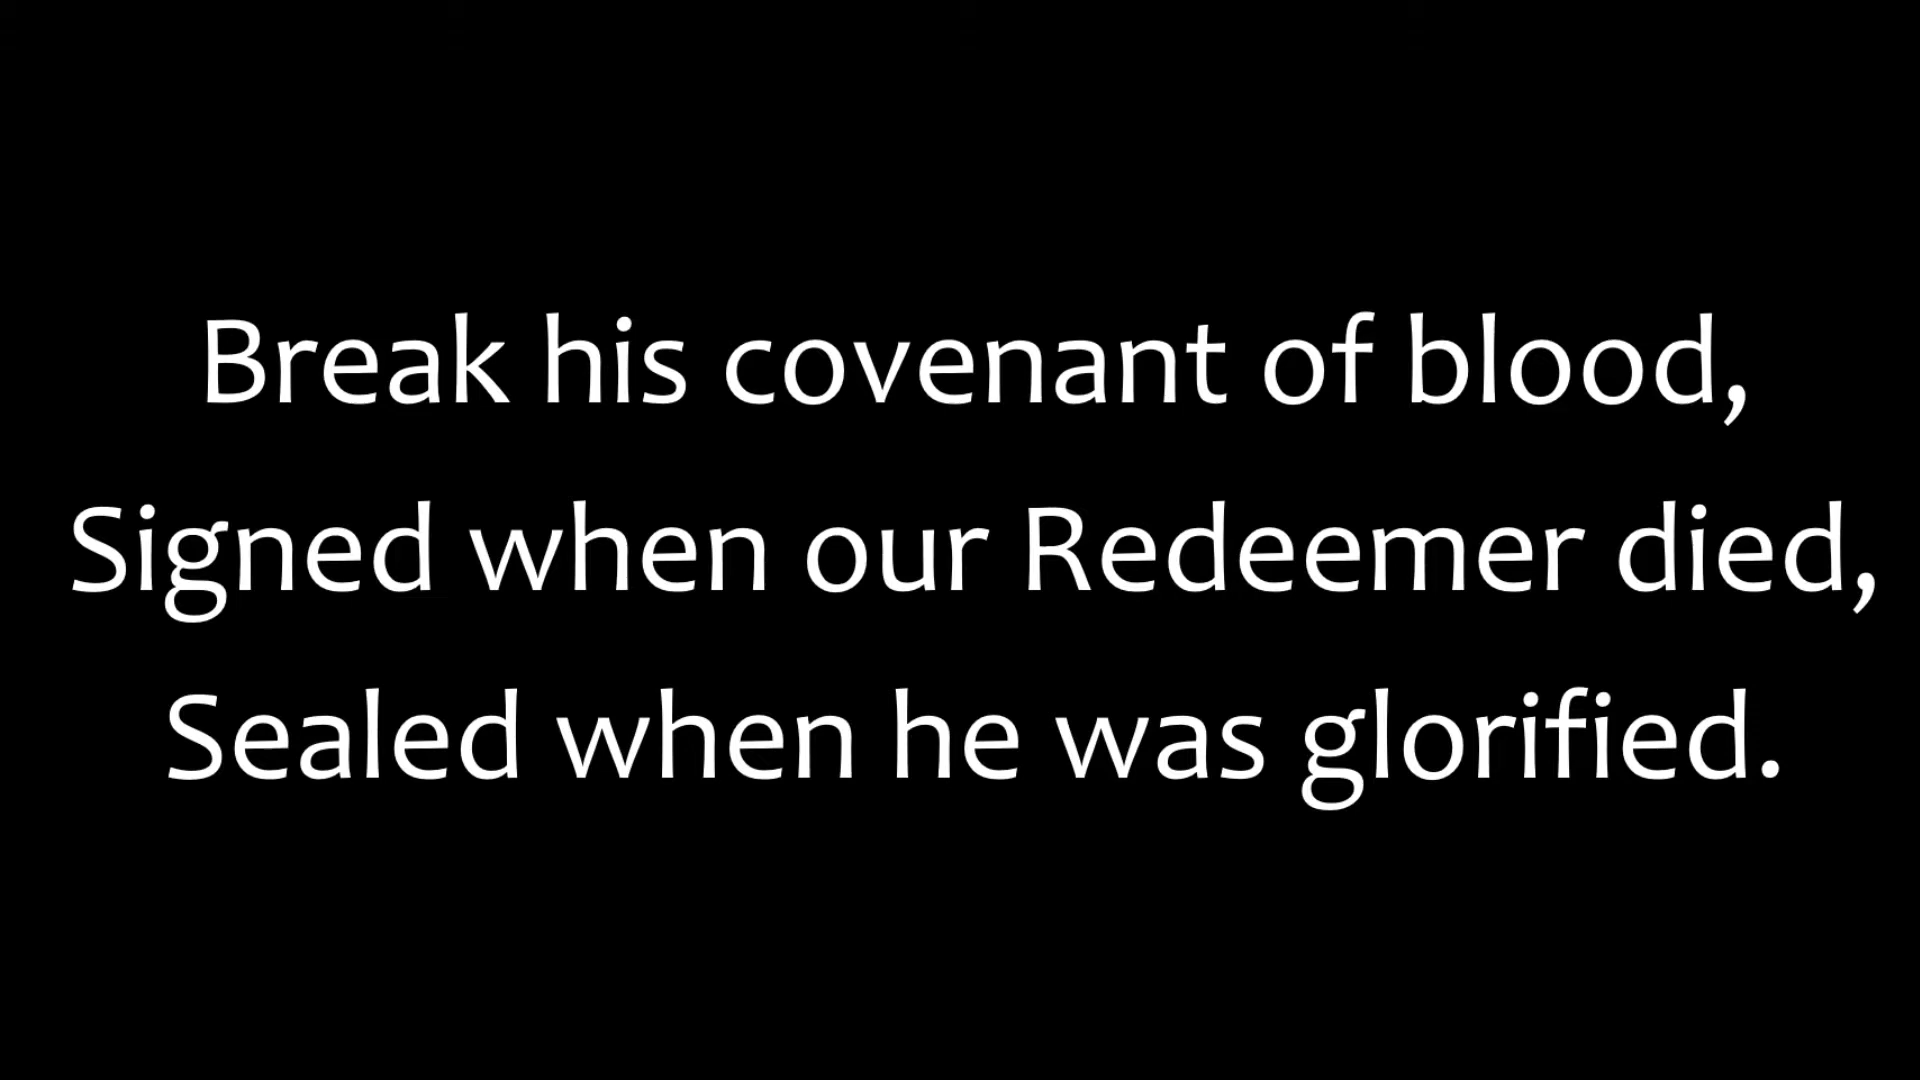 Break his covenant of blood,
Signed when our Redeemer died,
Sealed when he was glorified.